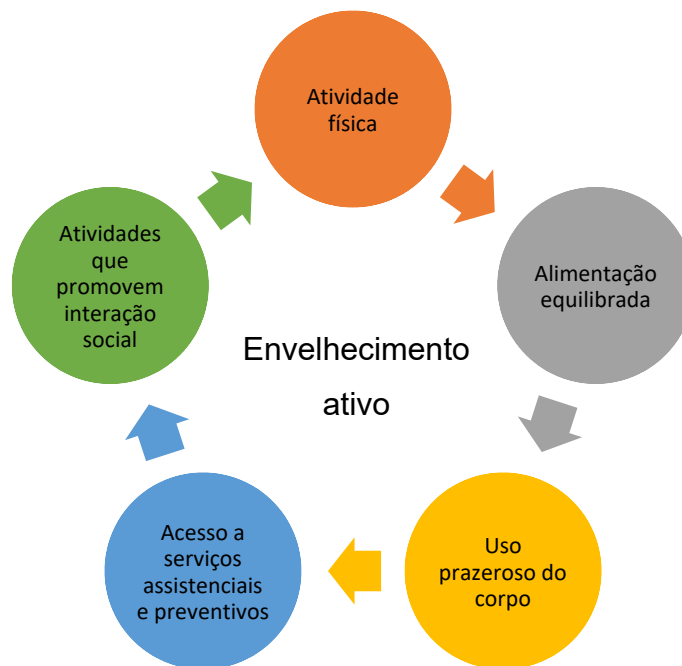 Atividade
física
Alimentação
equilibrada
Uso
prazeroso do
corpo
Acesso a
serviços
assistenciais
e preventivos
Atividades
que
promovem
interação
social
Envelhecimento
ativo